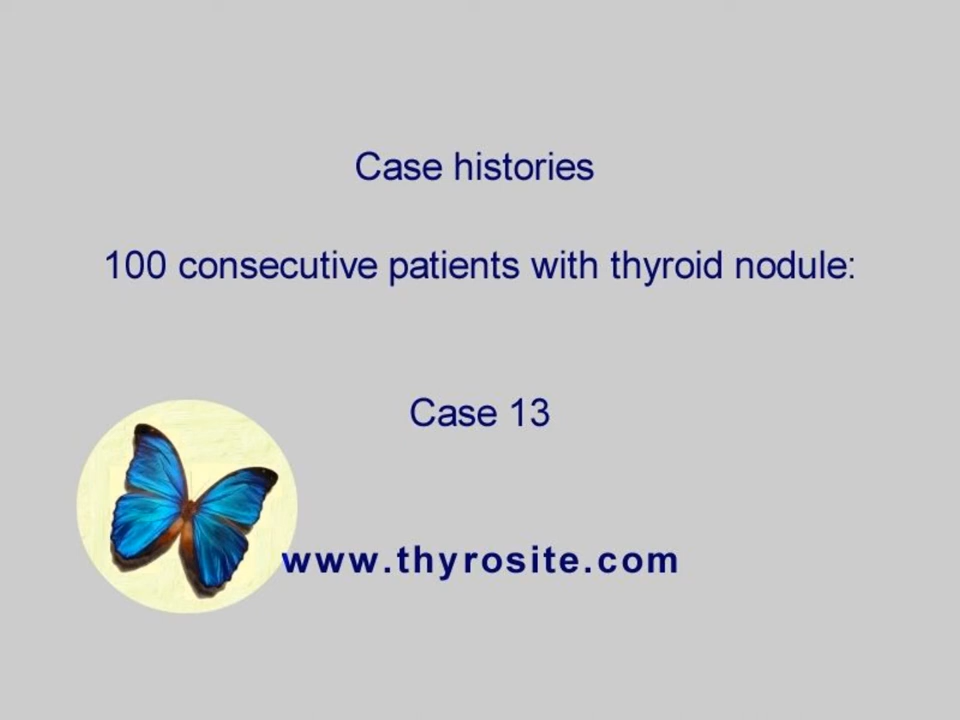 Case histories
100 consecutive patients with thyroid nodule:
Case 13
www.thyrosite.com